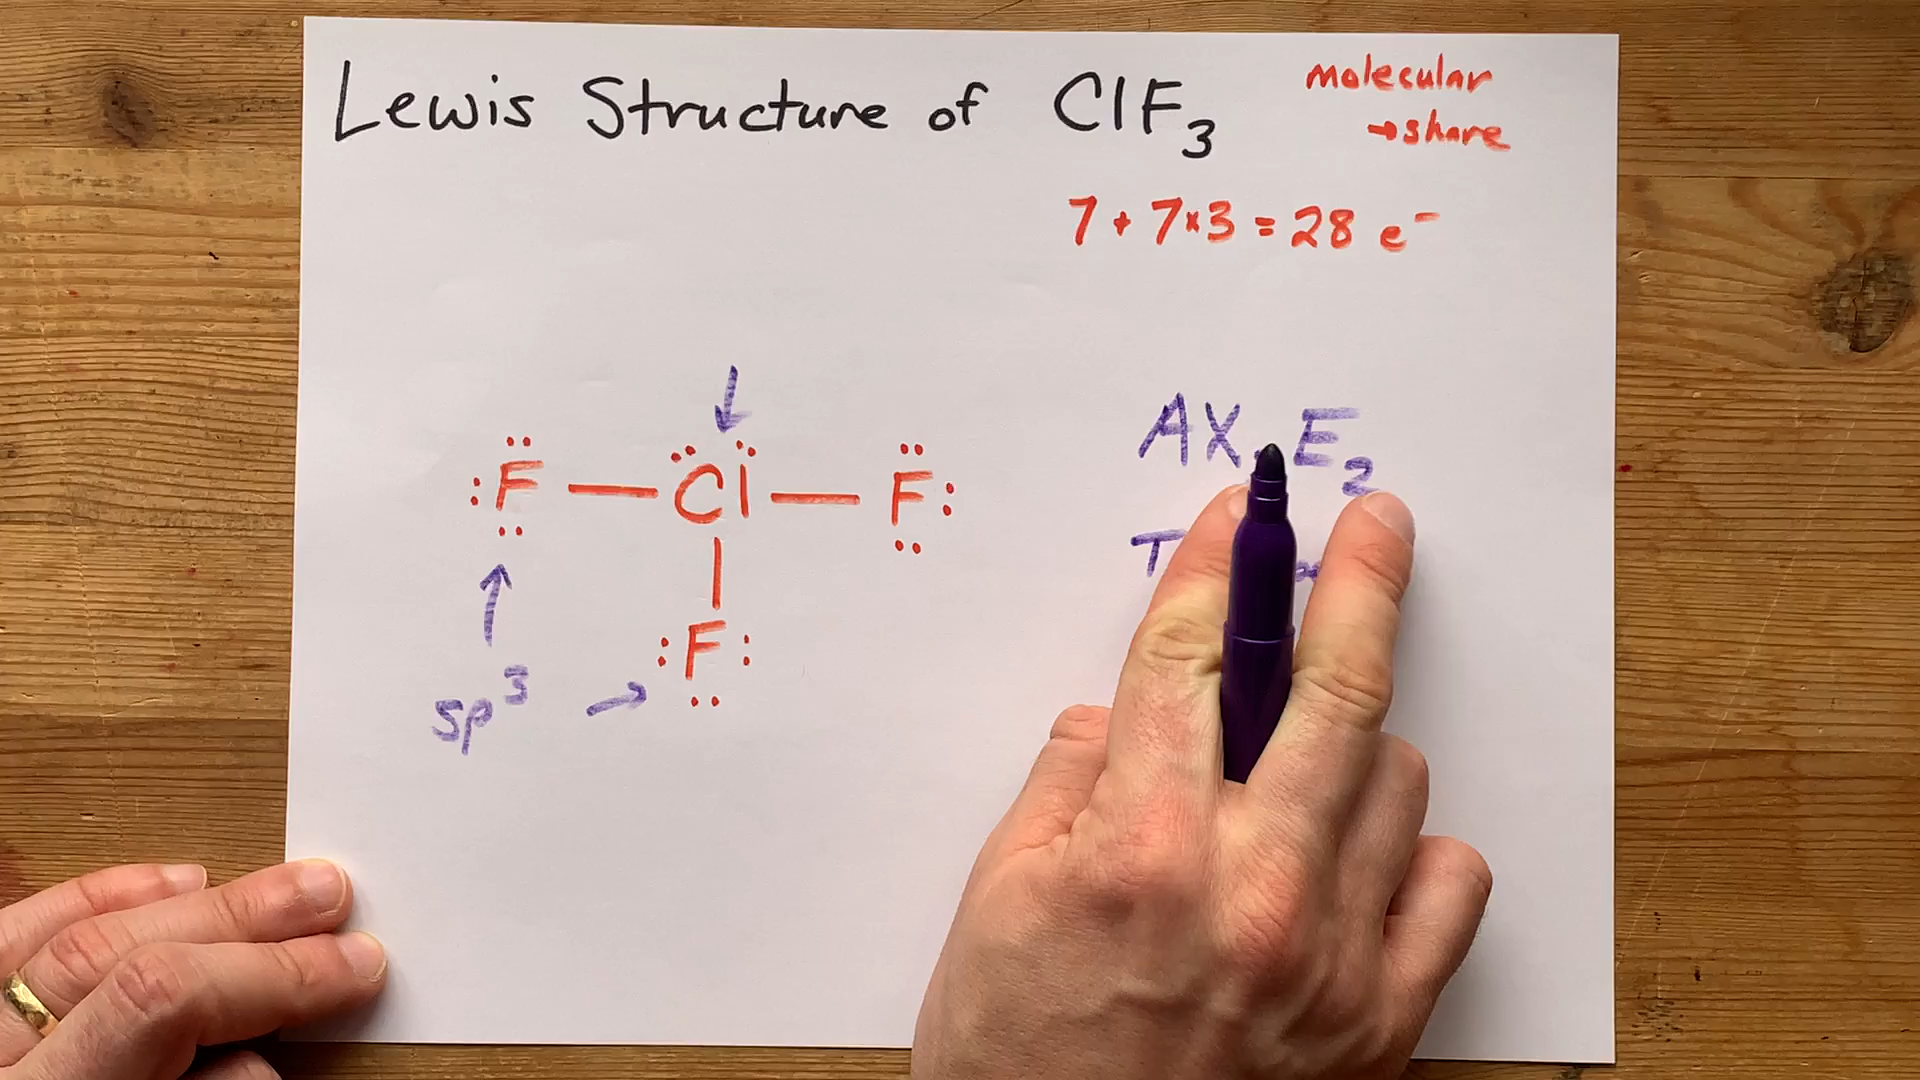 Lewis Structure of ClF3
molecular
→share
7 + 7×3 = 28 e⁻
AX E2
:F — Cl — F:
:F:
sp³